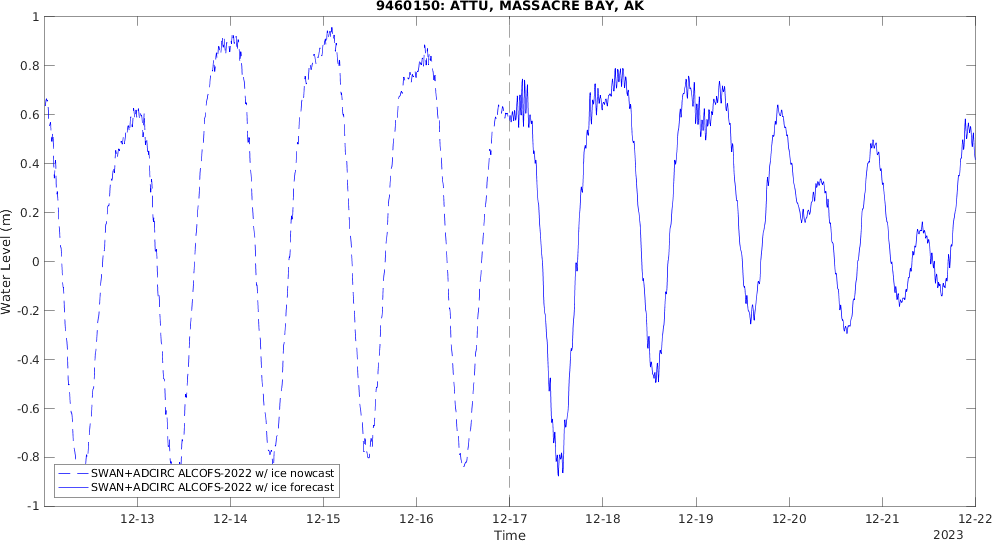 9460150: ATTU, MASSACRE BAY, AK
1
0.8
0.6
0.4
0.2
0
-0.2
-0.4
-0.6
-0.8
-1
Water Level (m)
SWAN+ADCIRC ALCOFS-2022 w/ ice nowcast
SWAN+ADCIRC ALCOFS-2022 w/ ice forecast
12-13 12-14 12-15 12-16 12-17 12-18 12-19 12-20 12-21 12-22
Time
2023